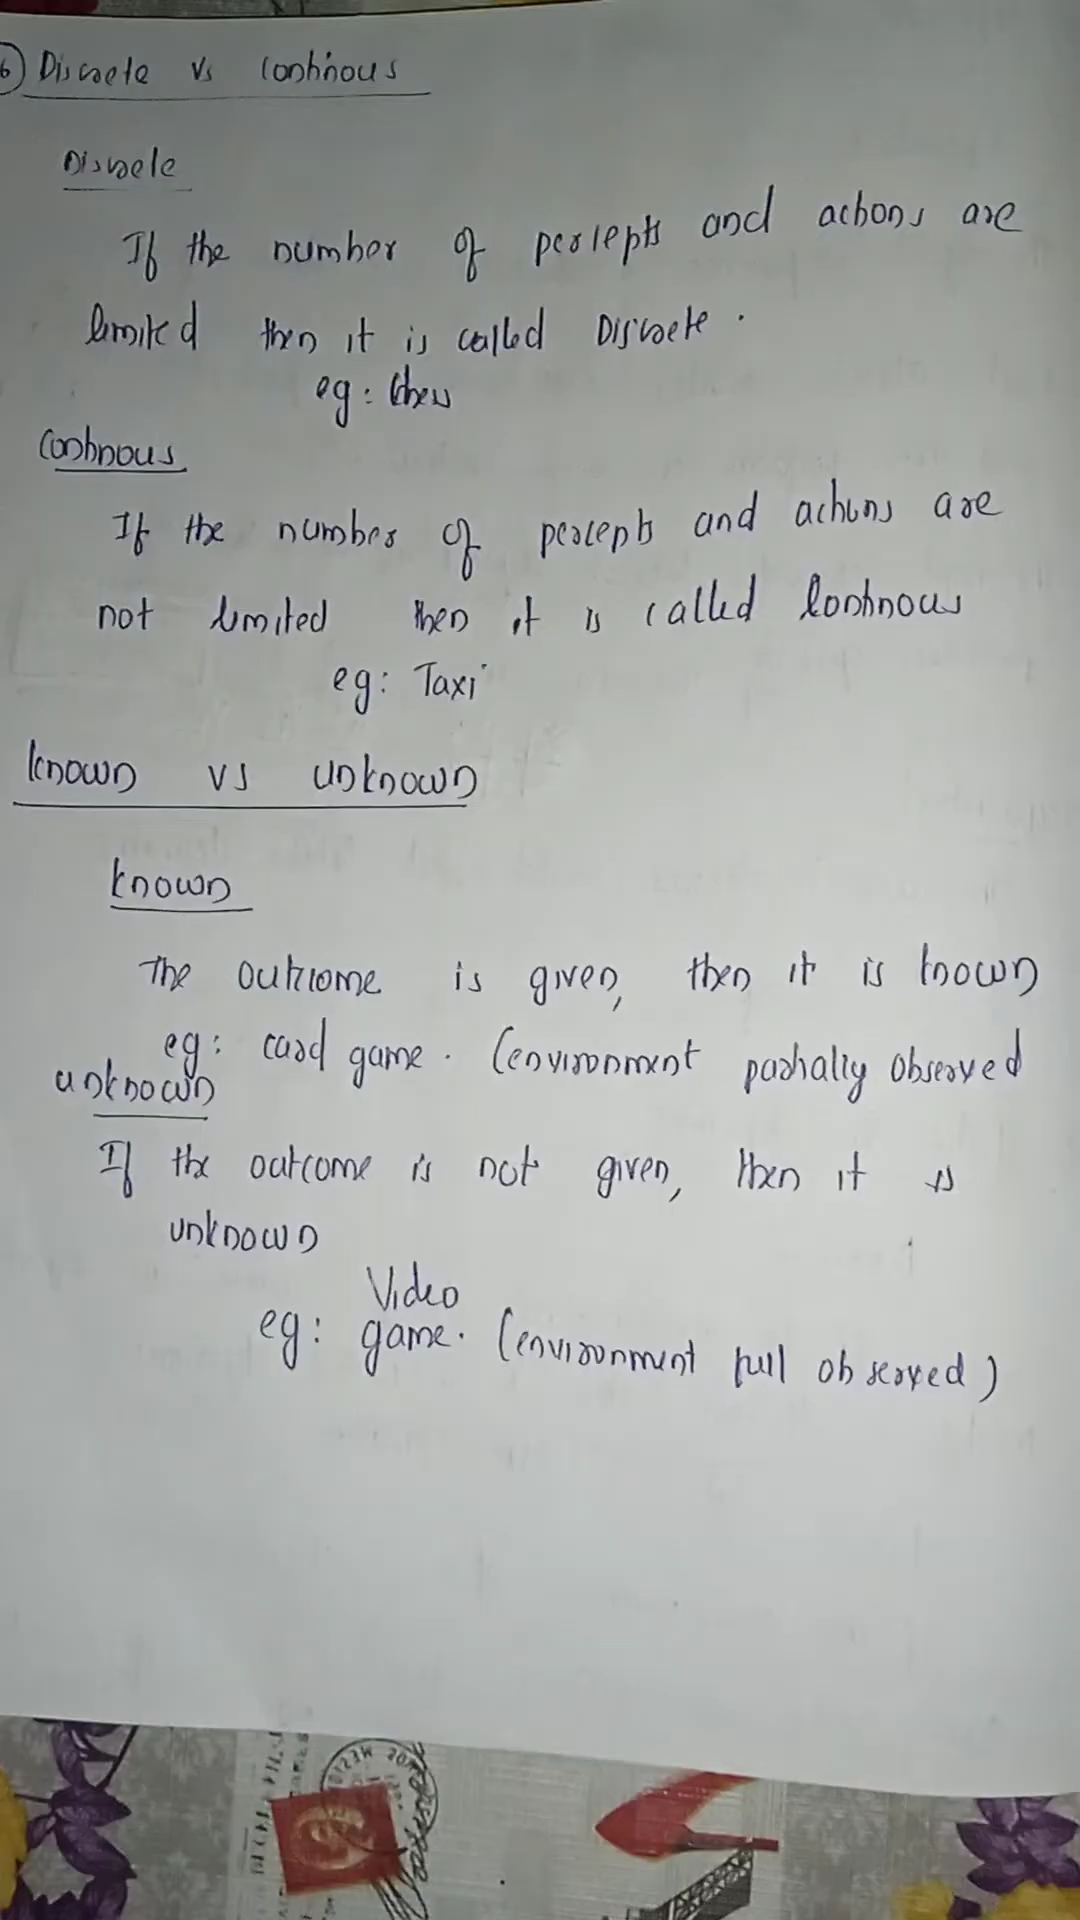 6) Discrete vs Continous
Discrete
If the number of percepts and actions are
limited then it is called Discrete.
eg: Chess
Continous
If the number of percepts and actions are
not limited then it is called Continous
eg: Taxi
known vs unknown
known
The outcome is given, then it is known
eg: card game. (environment partially observed
unknown
If the outcome is not given, then it is
unknown
Video
eg: game. (environment full observed)